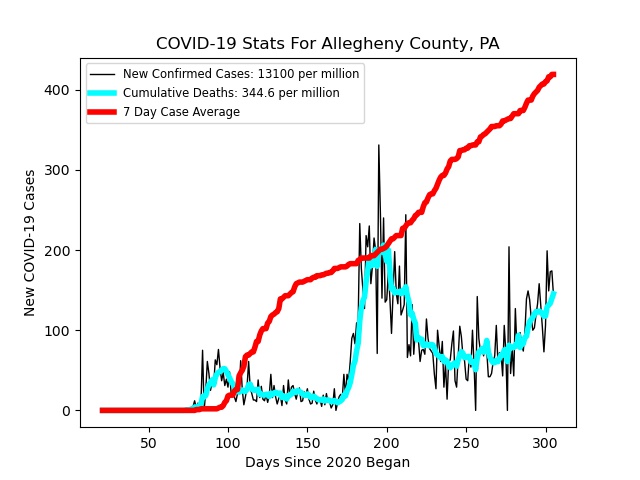 COVID-19 Stats For Allegheny County, PA
New Confirmed Cases: 13100 per million
Cumulative Deaths: 344.6 per million
7 Day Case Average
400
300
200
100
0
New COVID-19 Cases
50 100 150 200 250 300
Days Since 2020 Began